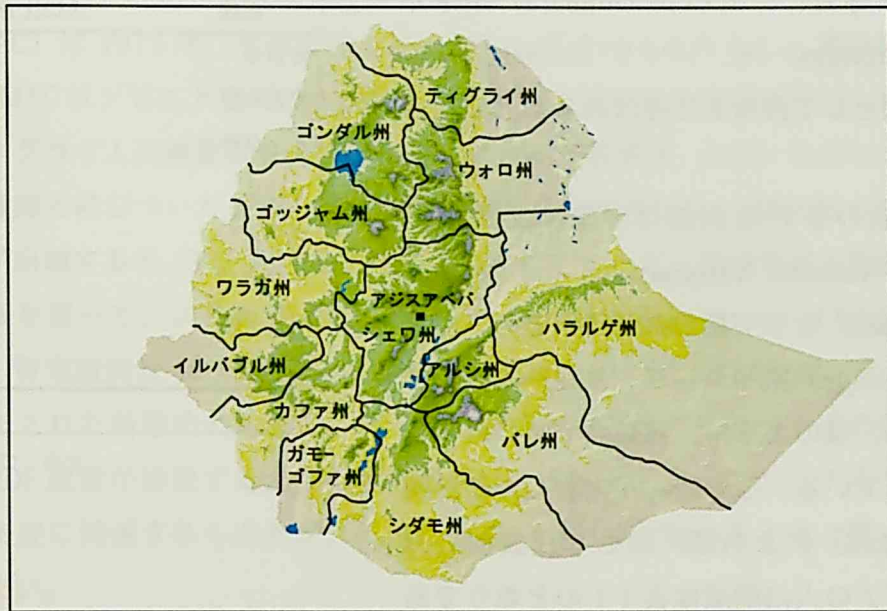 ティグライ州
ゴンダル州
ウォロ州
ゴッジャム州
ワラガ州
アジスアベバ
シェワ州
ハラルゲ州
イルバブル州
アルシ州
カファ州
バレ州
ガモー
ゴファ州
シダモ州